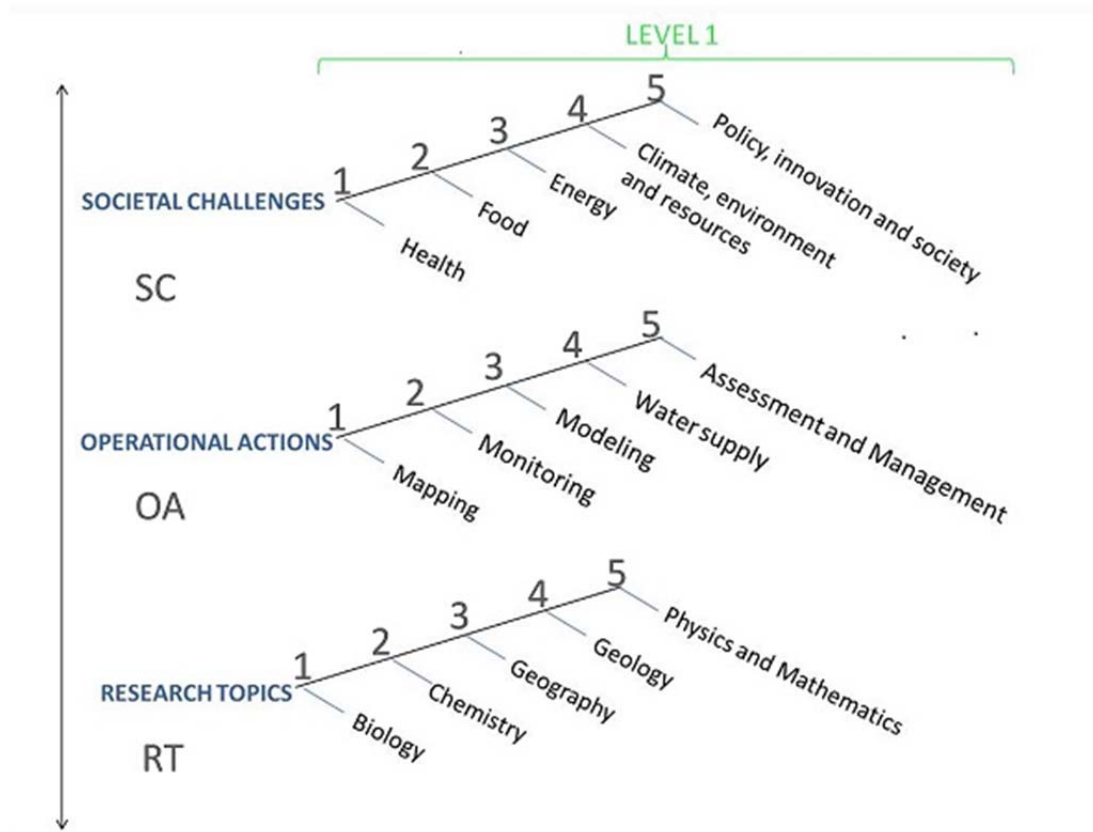 LEVEL 1
1
2
3
4
5
SOCIETAL CHALLENGES
Health
Food
Energy
Climate, environment
and resources
Policy, innovation and society
SC
1
2
3
4
5
OPERATIONAL ACTIONS
Mapping
Monitoring
Modeling
Water supply
Assessment and Management
OA
1
2
3
4
5
RESEARCH TOPICS
Biology
Chemistry
Geography
Geology
Physics and Mathematics
RT